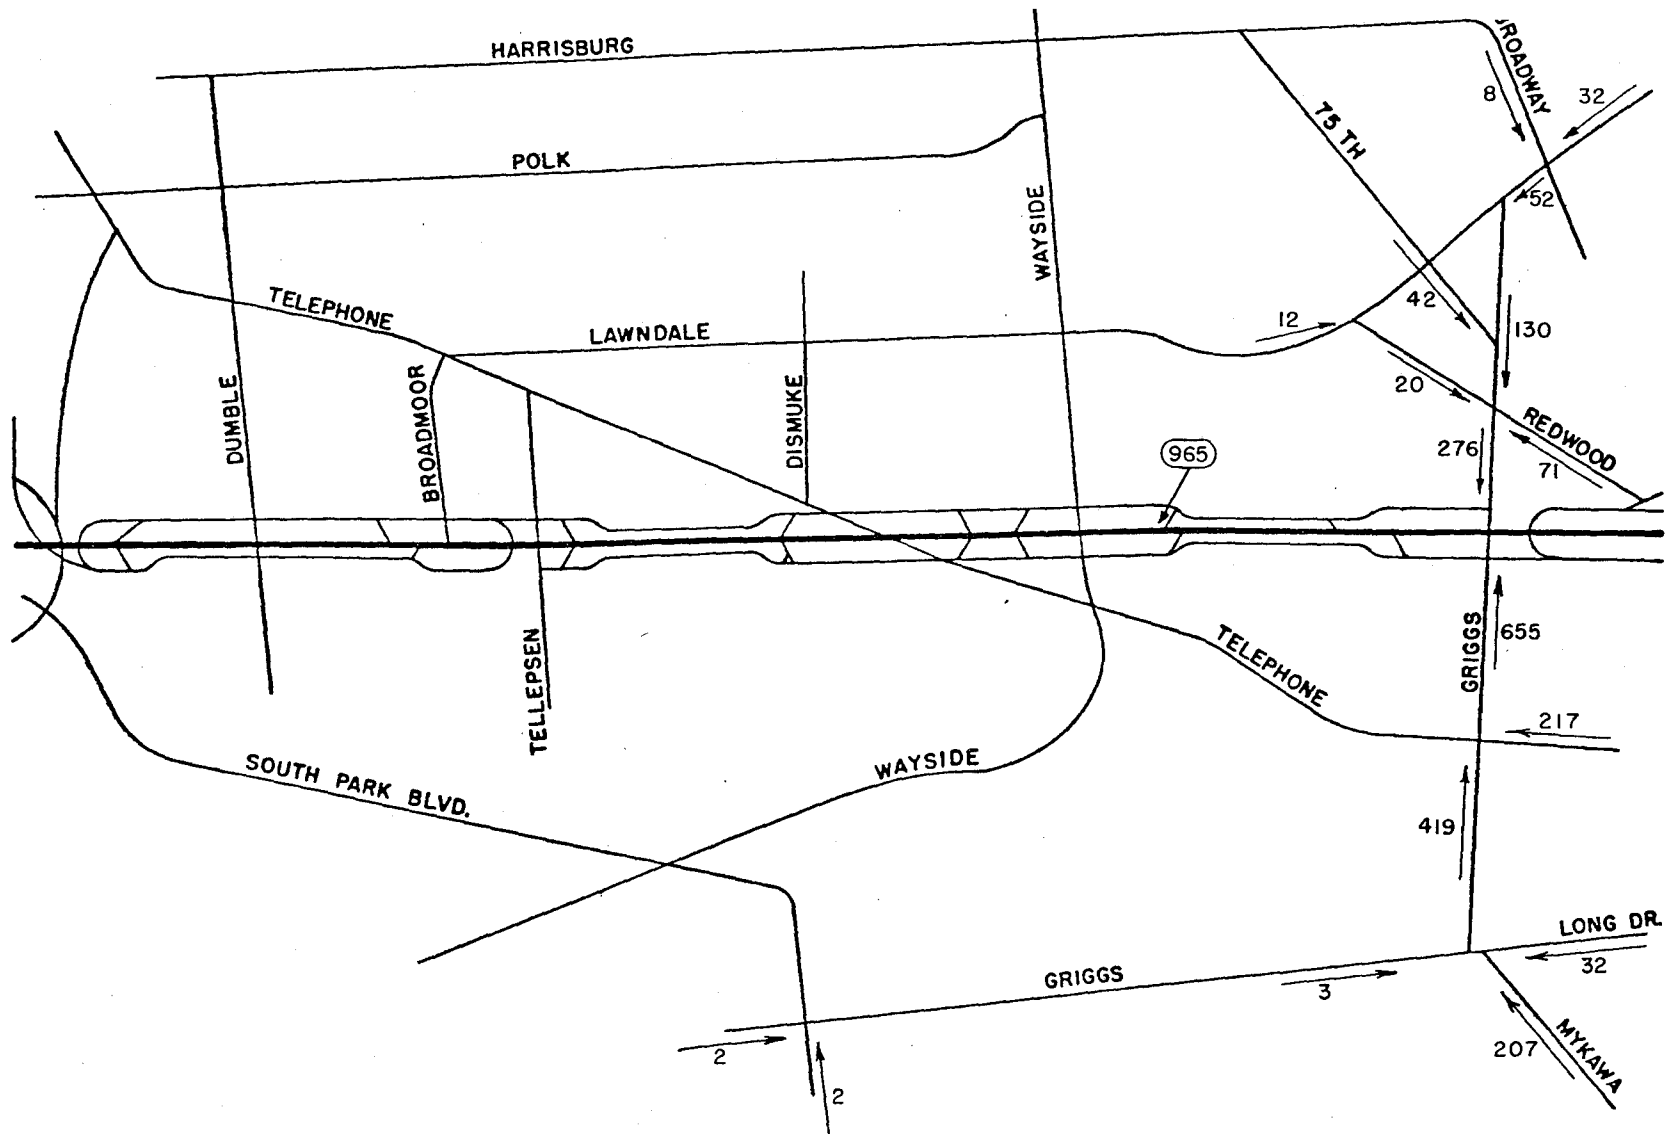 HARRISBURG
BROADWAY
8
32
75 TH
POLK
52
WAYSIDE
TELEPHONE
42
12
130
LAWNDALE
DUMBLE
BROADMOOR
DISMUKE
20
REDWOOD
276
71
965
TELLEPSEN
GRIGGS
655
TELEPHONE
217
SOUTH PARK BLVD.
WAYSIDE
419
LONG DR.
32
GRIGGS
3
2
2
207
MYKAWA